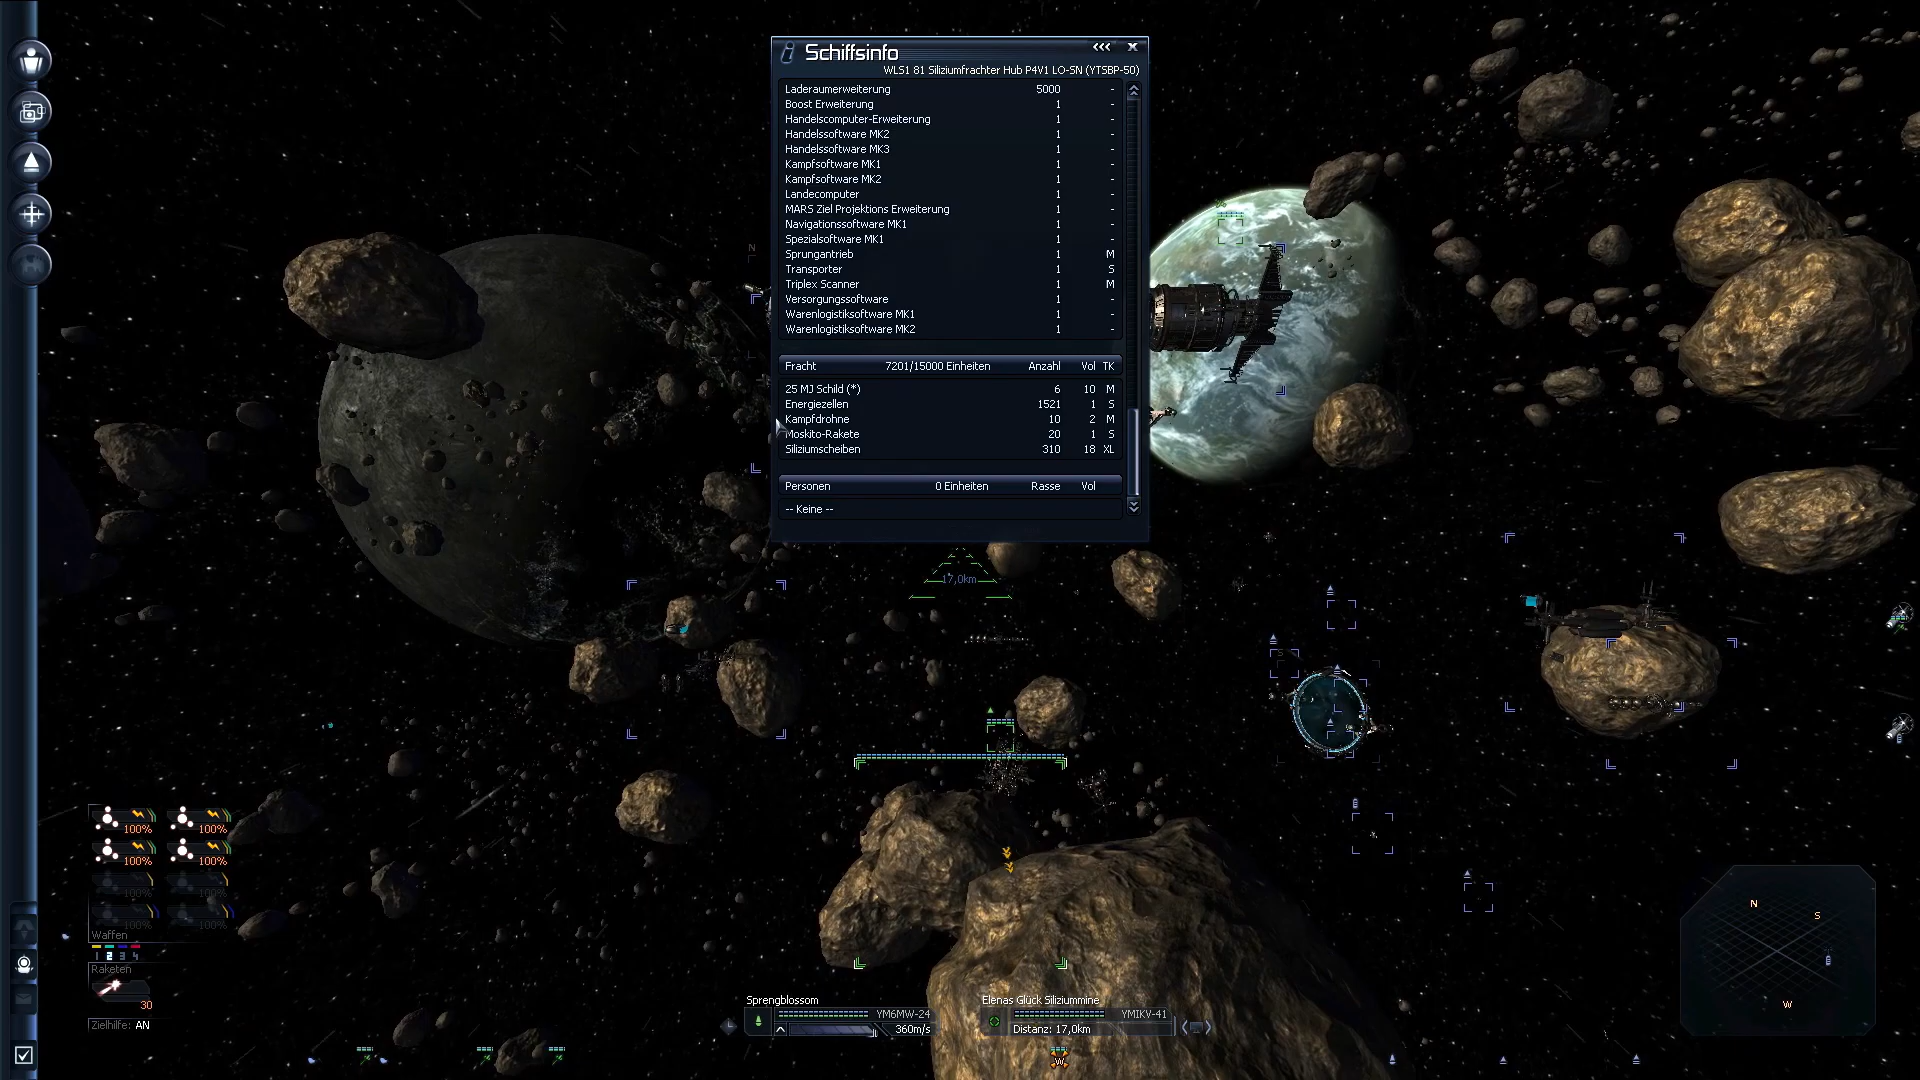 Schiffsinfo
WLS1 81 Siliziumfrachter Hub P4V1 LO-SN (YTSBP-50)
Laderaumerweiterung 5000 -
Boost Erweiterung 1 -
Handelscomputer-Erweiterung 1 -
Handelssoftware MK2 1 -
Handelssoftware MK3 1 -
Kampfsoftware MK1 1 -
Kampfsoftware MK2 1 -
Landecomputer 1 -
MARS Ziel Projektions Erweiterung 1 -
Navigationssoftware MK1 1 -
Spezialsoftware MK1 1 -
Sprungantrieb 1 M
Transporter 1 S
Triplex Scanner 1 M
Versorgungssoftware 1 -
Warenlogistiksoftware MK1 1 -
Warenlogistiksoftware MK2 1 -
Fracht 7201/15000 Einheiten Anzahl Vol TK
25 MJ Schild (*) 6 10 M
Energiezellen 1521 1 S
Kampfdrohne 10 2 M
Moskito-Rakete 20 1 S
Siliziumscheiben 310 18 XL
Personen 0 Einheiten Rasse Vol
-- Keine --
N
17,0km
S
100% 100%
100% 100%
100% 100%
100% 100%
Waffen
1 2 3 4
Raketen
30
Zielhilfe: AN
Sprengblossom
YM6MW-24
360m/s
Elenas Glück Siliziummine
YMIKV-41
Distanz: 17,0km
W
N
S
W